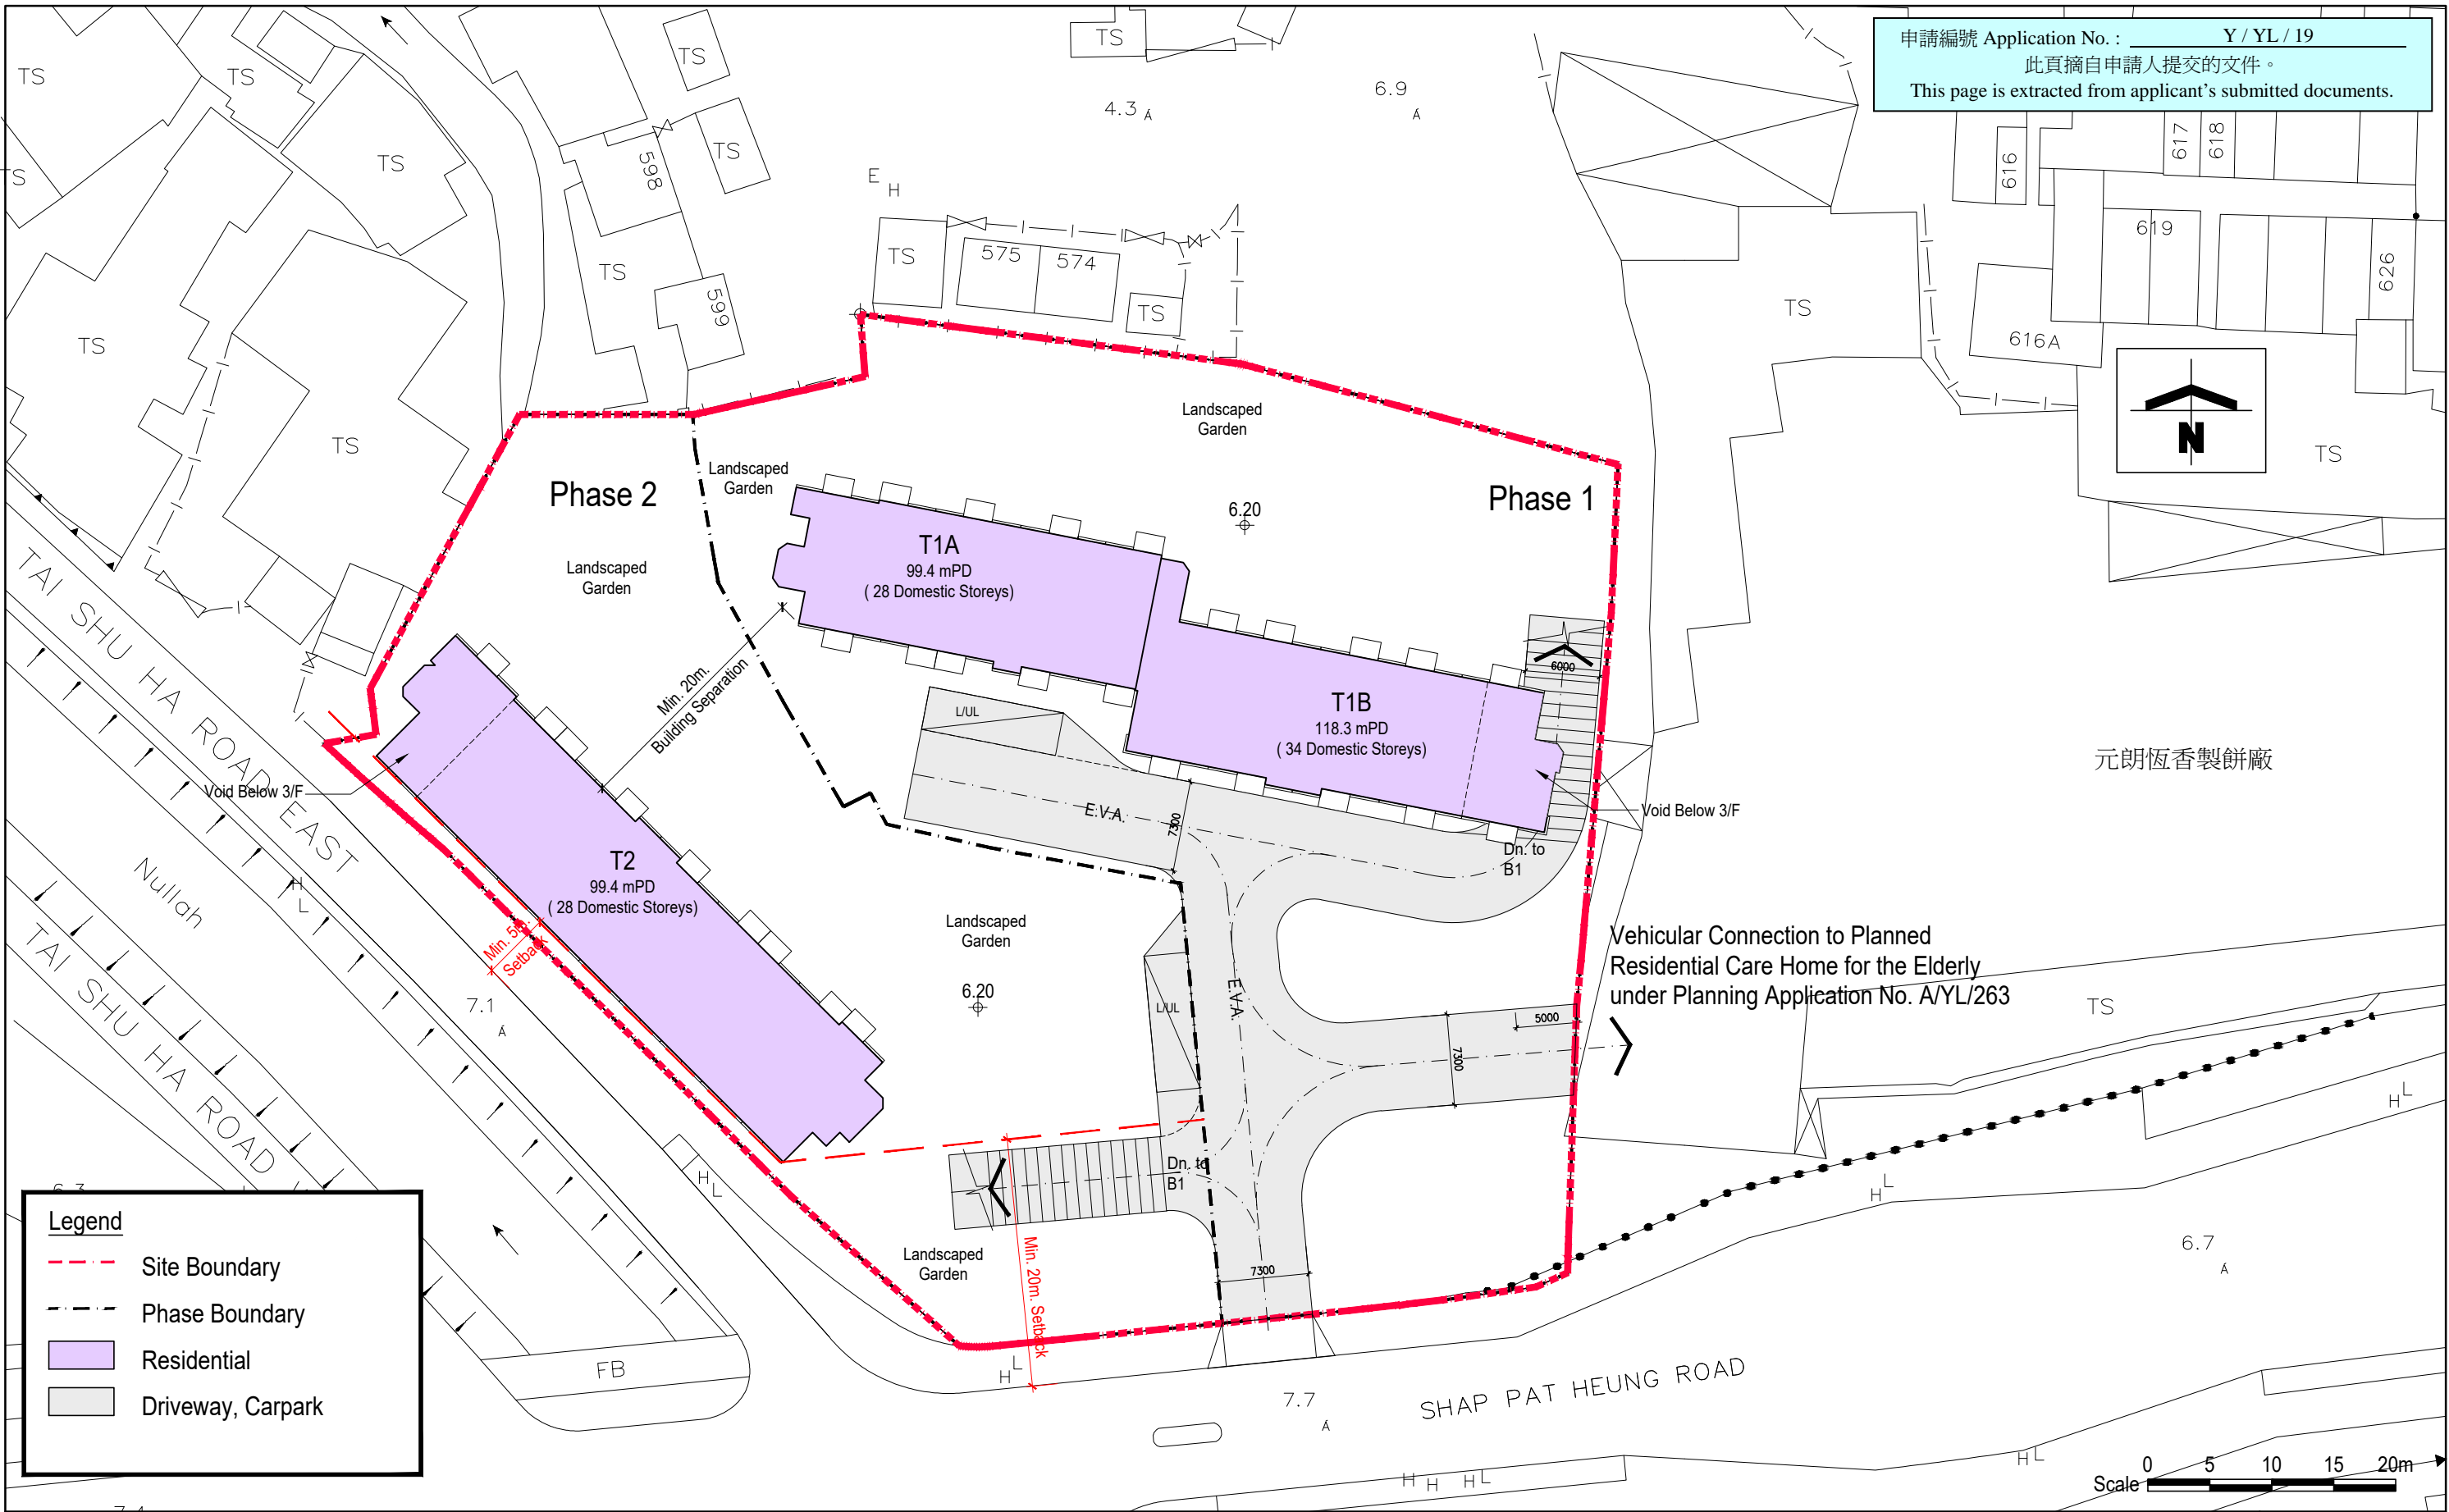 申請編號 Application No. : Y / YL / 19
此頁摘自申請人提交的文件。
This page is extracted from applicant's submitted documents.
TS
TS
TS
TS
TS
TS
TS
TS
TS
TS
598
599
4.3
6.9
E
H
TS
575
574
TS
TS
616
617
618
619
626
616A
TS
N
Landscaped
Garden
Landscaped
Garden
Phase 2
Phase 1
6.20
Landscaped
Garden
T1A
99.4 mPD
( 28 Domestic Storeys)
T1B
118.3 mPD
( 34 Domestic Storeys)
6000
Min. 20m.
Building Separation
L/UL
E.V.A.
7300
Void Below 3/F
Void Below 3/F
Dn. to
B1
元朗恆香製餅廠
T2
99.4 mPD
( 28 Domestic Storeys)
TAI SHU HA ROAD EAST
Nullah
TAI SHU HA ROAD
H
L
Setback
7.1
Landscaped
Garden
6.20
L/UL
E.V.A.
Vehicular Connection to Planned
Residential Care Home for the Elderly
under Planning Application No. A/YL/263
TS
5000
7300
Dn. to
B1
H L
H L
H L
Landscaped
Garden
Min. 20m. Setback
7300
H L
6.7
7.7
SHAP PAT HEUNG ROAD
FB
H H H L
H L
Legend
Site Boundary
Phase Boundary
Residential
Driveway, Carpark
Scale 0 5 10 15 20m